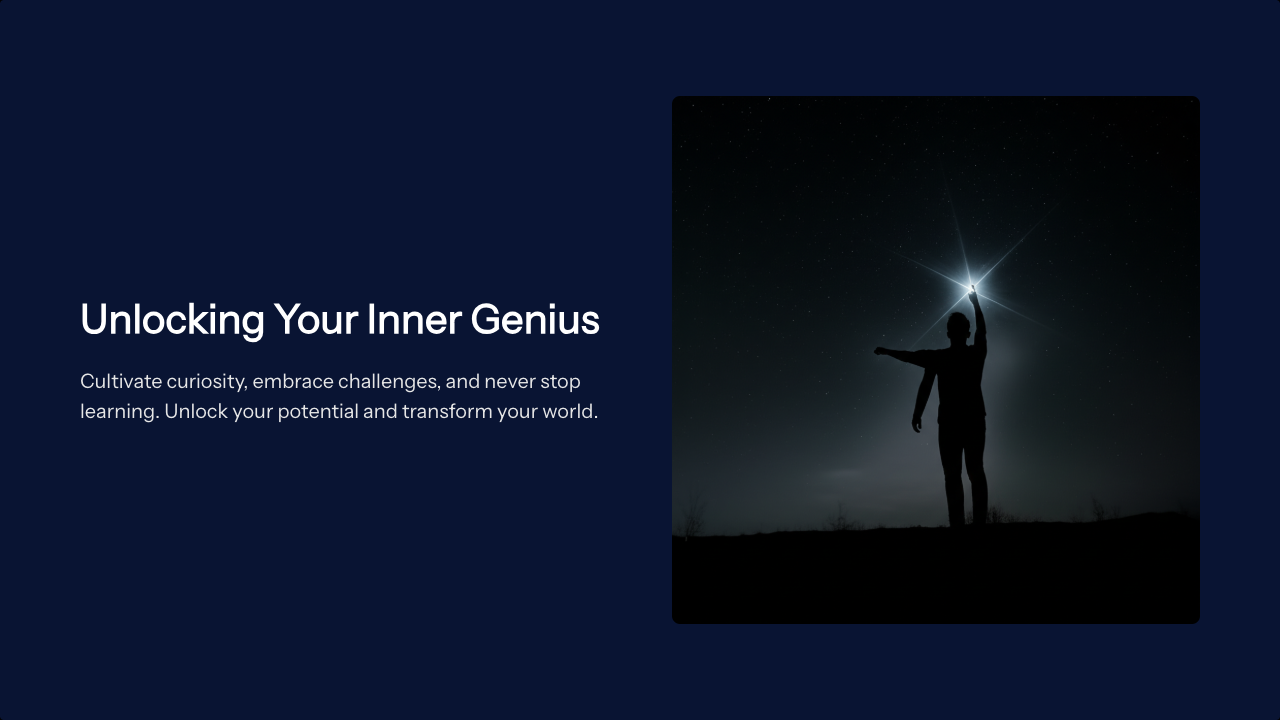 Unlocking Your Inner Genius
Cultivate curiosity, embrace challenges, and never stop
learning. Unlock your potential and transform your world.